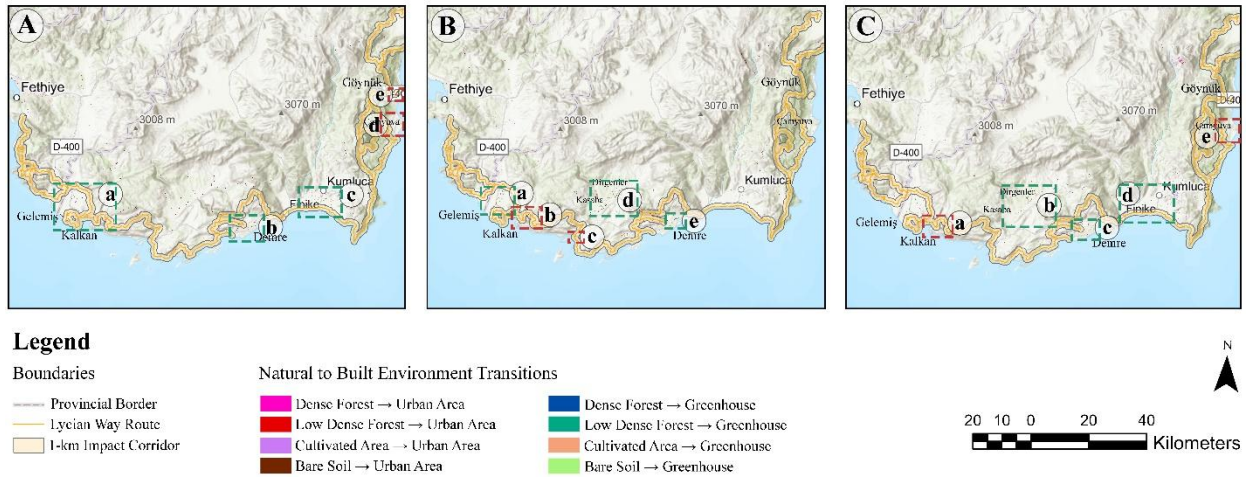 A
Göynük
e
Fethiye
3070 m
d
3008 m
D-400
a
Kumluca
c
Gelemiş
Finike
b
Kalkan
Demre
B
Göynük
Fethiye
Çamyuva
3070 m
3008 m
D-400
Dirgenler
Kumluca
a
d
Kasaba
Gelemiş
b
e
Kalkan
c
Demre
C
Göynük
D-400
Fethiye
Çamyuva
3070 m
e
3008 m
D-400
Dirgenler
d
Kumluca
Kasaba
b
Finike
Gelemiş
a
c
Kalkan
Demre
Legend
Boundaries
Provincial Border
Lycian Way Route
1-km Impact Corridor
Natural to Built Environment Transitions
Dense Forest → Urban Area
Low Dense Forest → Urban Area
Cultivated Area → Urban Area
Bare Soil → Urban Area
Dense Forest → Greenhouse
Low Dense Forest → Greenhouse
Cultivated Area → Greenhouse
Bare Soil → Greenhouse
N
20 10 0 20 40
Kilometers